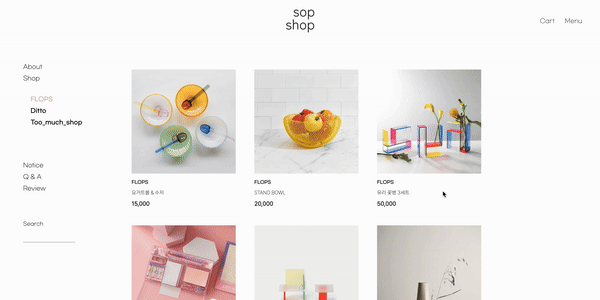 sop
shop
Cart
Menu
About
Shop
FLOPS
Ditto
Too_much_shop
Notice
Q & A
Review
Search
FLOPS
요거트볼 & 수저
15,000
FLOPS
STAND BOWL
20,000
FLOPS
유리 꽃병 3세트
50,000